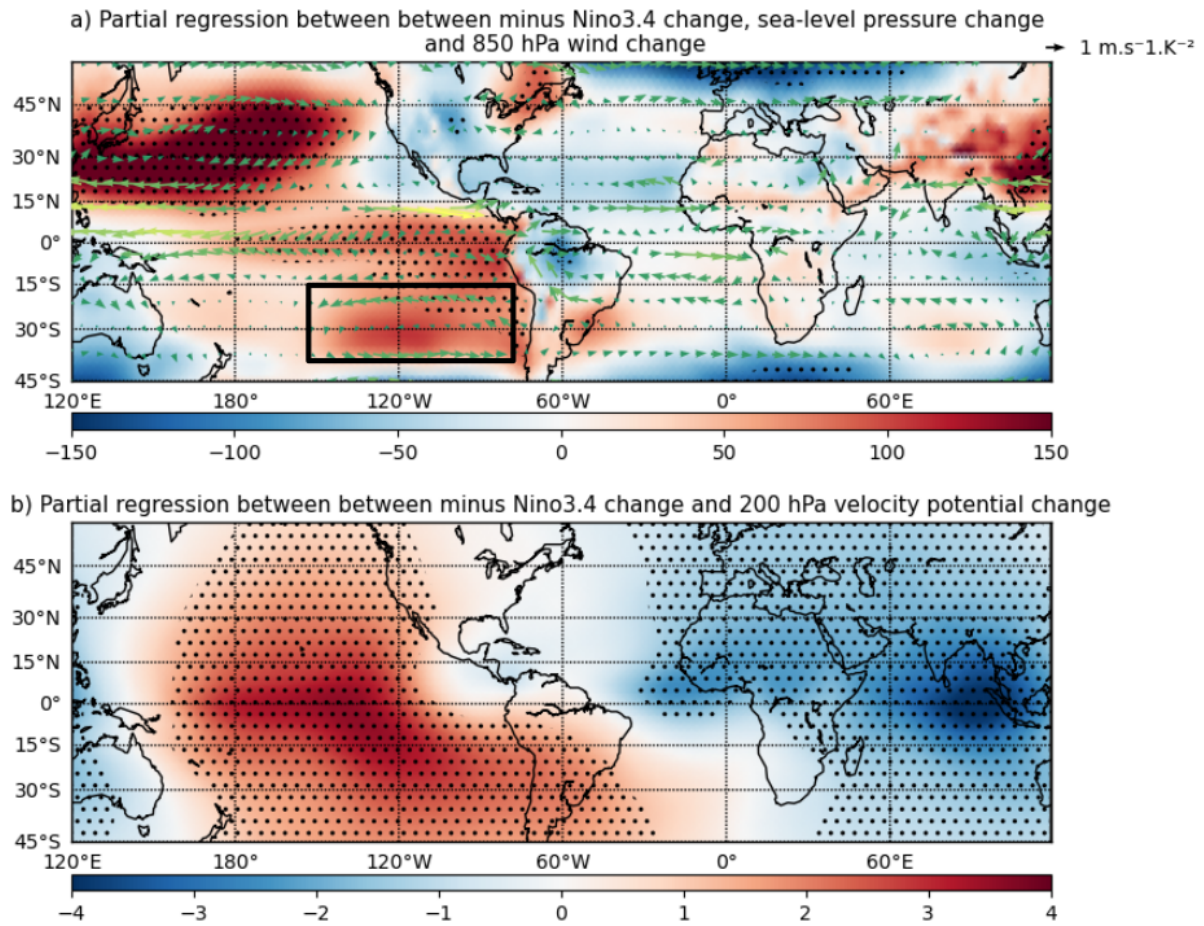 a) Partial regression between between minus Nino3.4 change, sea-level pressure change
and 850 hPa wind change
1 m.s⁻1.K⁻²
45°N
30°N
15°N
0°
15°S
30°S
45°S
120°E 180° 120°W 60°W 0° 60°E
−150 −100 −50 0 50 100 150
b) Partial regression between between minus Nino3.4 change and 200 hPa velocity potential change
45°N
30°N
15°N
0°
15°S
30°S
45°S
120°E 180° 120°W 60°W 0° 60°E
−4 −3 −2 −1 0 1 2 3 4